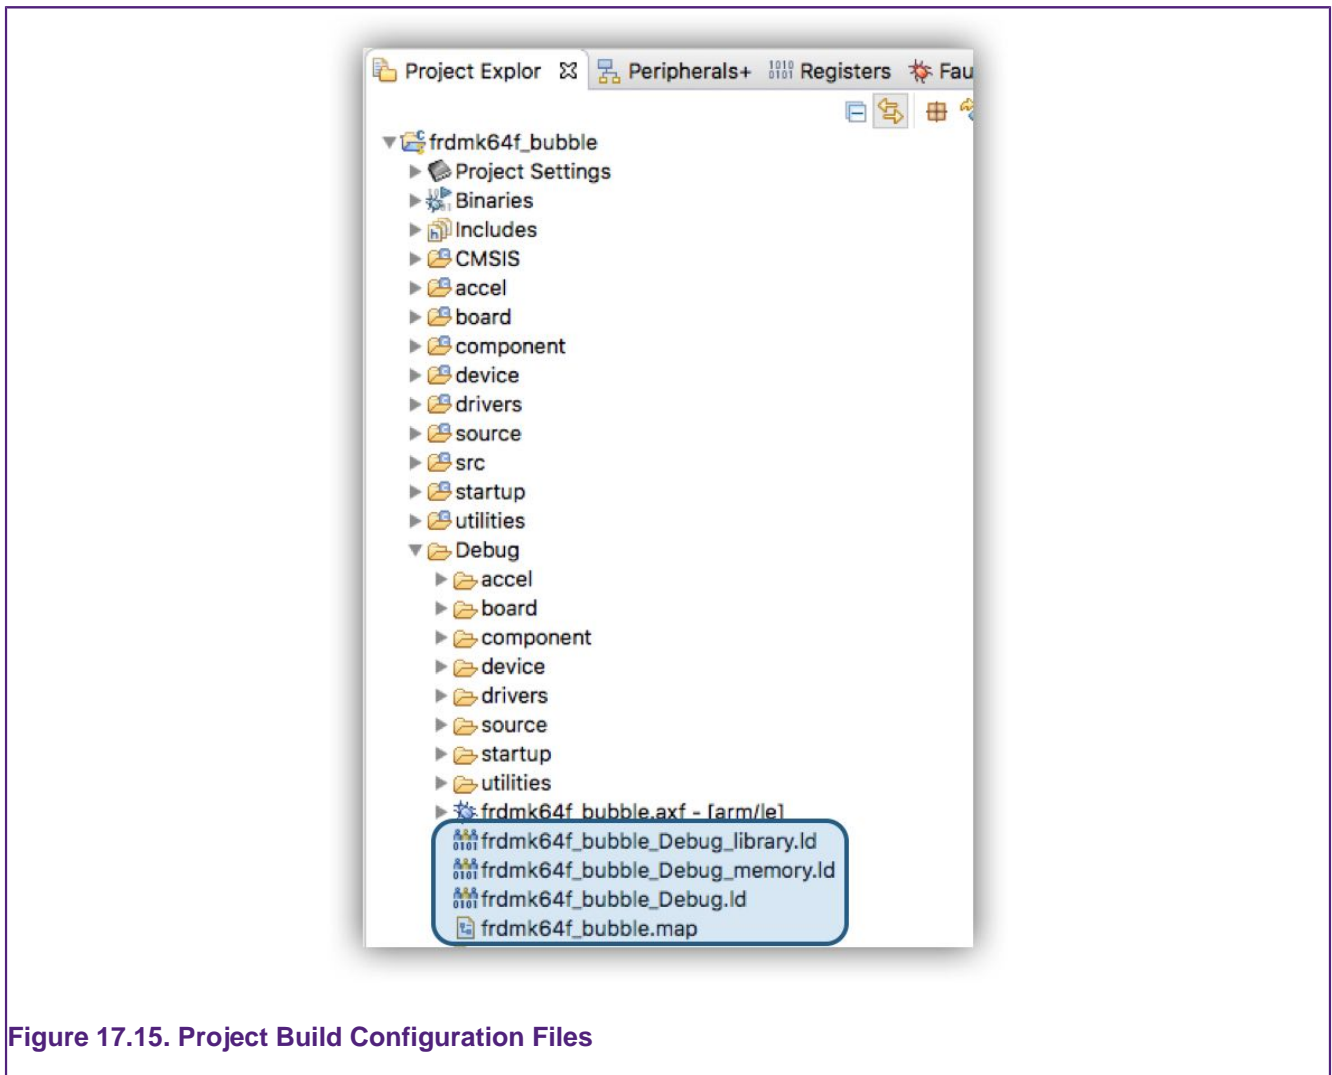 Project Explor Peripherals+ Registers Fau
frdmk64f_bubble
Project Settings
Binaries
Includes
CMSIS
accel
board
component
device
drivers
source
src
startup
utilities
Debug
accel
board
component
device
drivers
source
startup
utilities
frdmk64f_bubble.axf - [arm/le]
frdmk64f_bubble_Debug_library.ld
frdmk64f_bubble_Debug_memory.ld
frdmk64f_bubble_Debug.ld
frdmk64f_bubble.map
Figure 17.15. Project Build Configuration Files